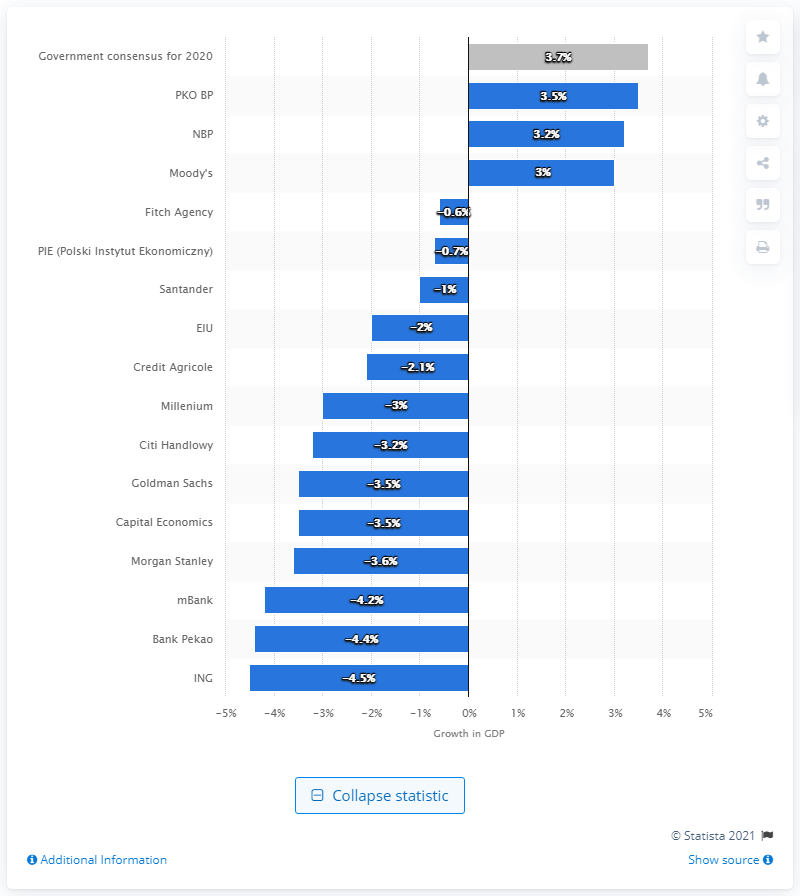 Government consensus for 2020 3.7%
PKO BP 3.5%
NBP 3.2%
Moody's 3%
Fitch Agency −0.6%
PIE (Polski Instytut Ekonomiczny) −0.7%
Santander −1%
EIU −2%
Credit Agricole −2.1%
Millenium −3%
Citi Handlowy −3.2%
Goldman Sachs −3.5%
Capital Economics −3.5%
Morgan Stanley −3.6%
mBank −4.2%
Bank Pekao −4.4%
ING −4.5%
−5% −4% −3% −2% −1% 0% 1% 2% 3% 4% 5%
Growth in GDP
Collapse statistic
© Statista 2021
Additional Information Show source